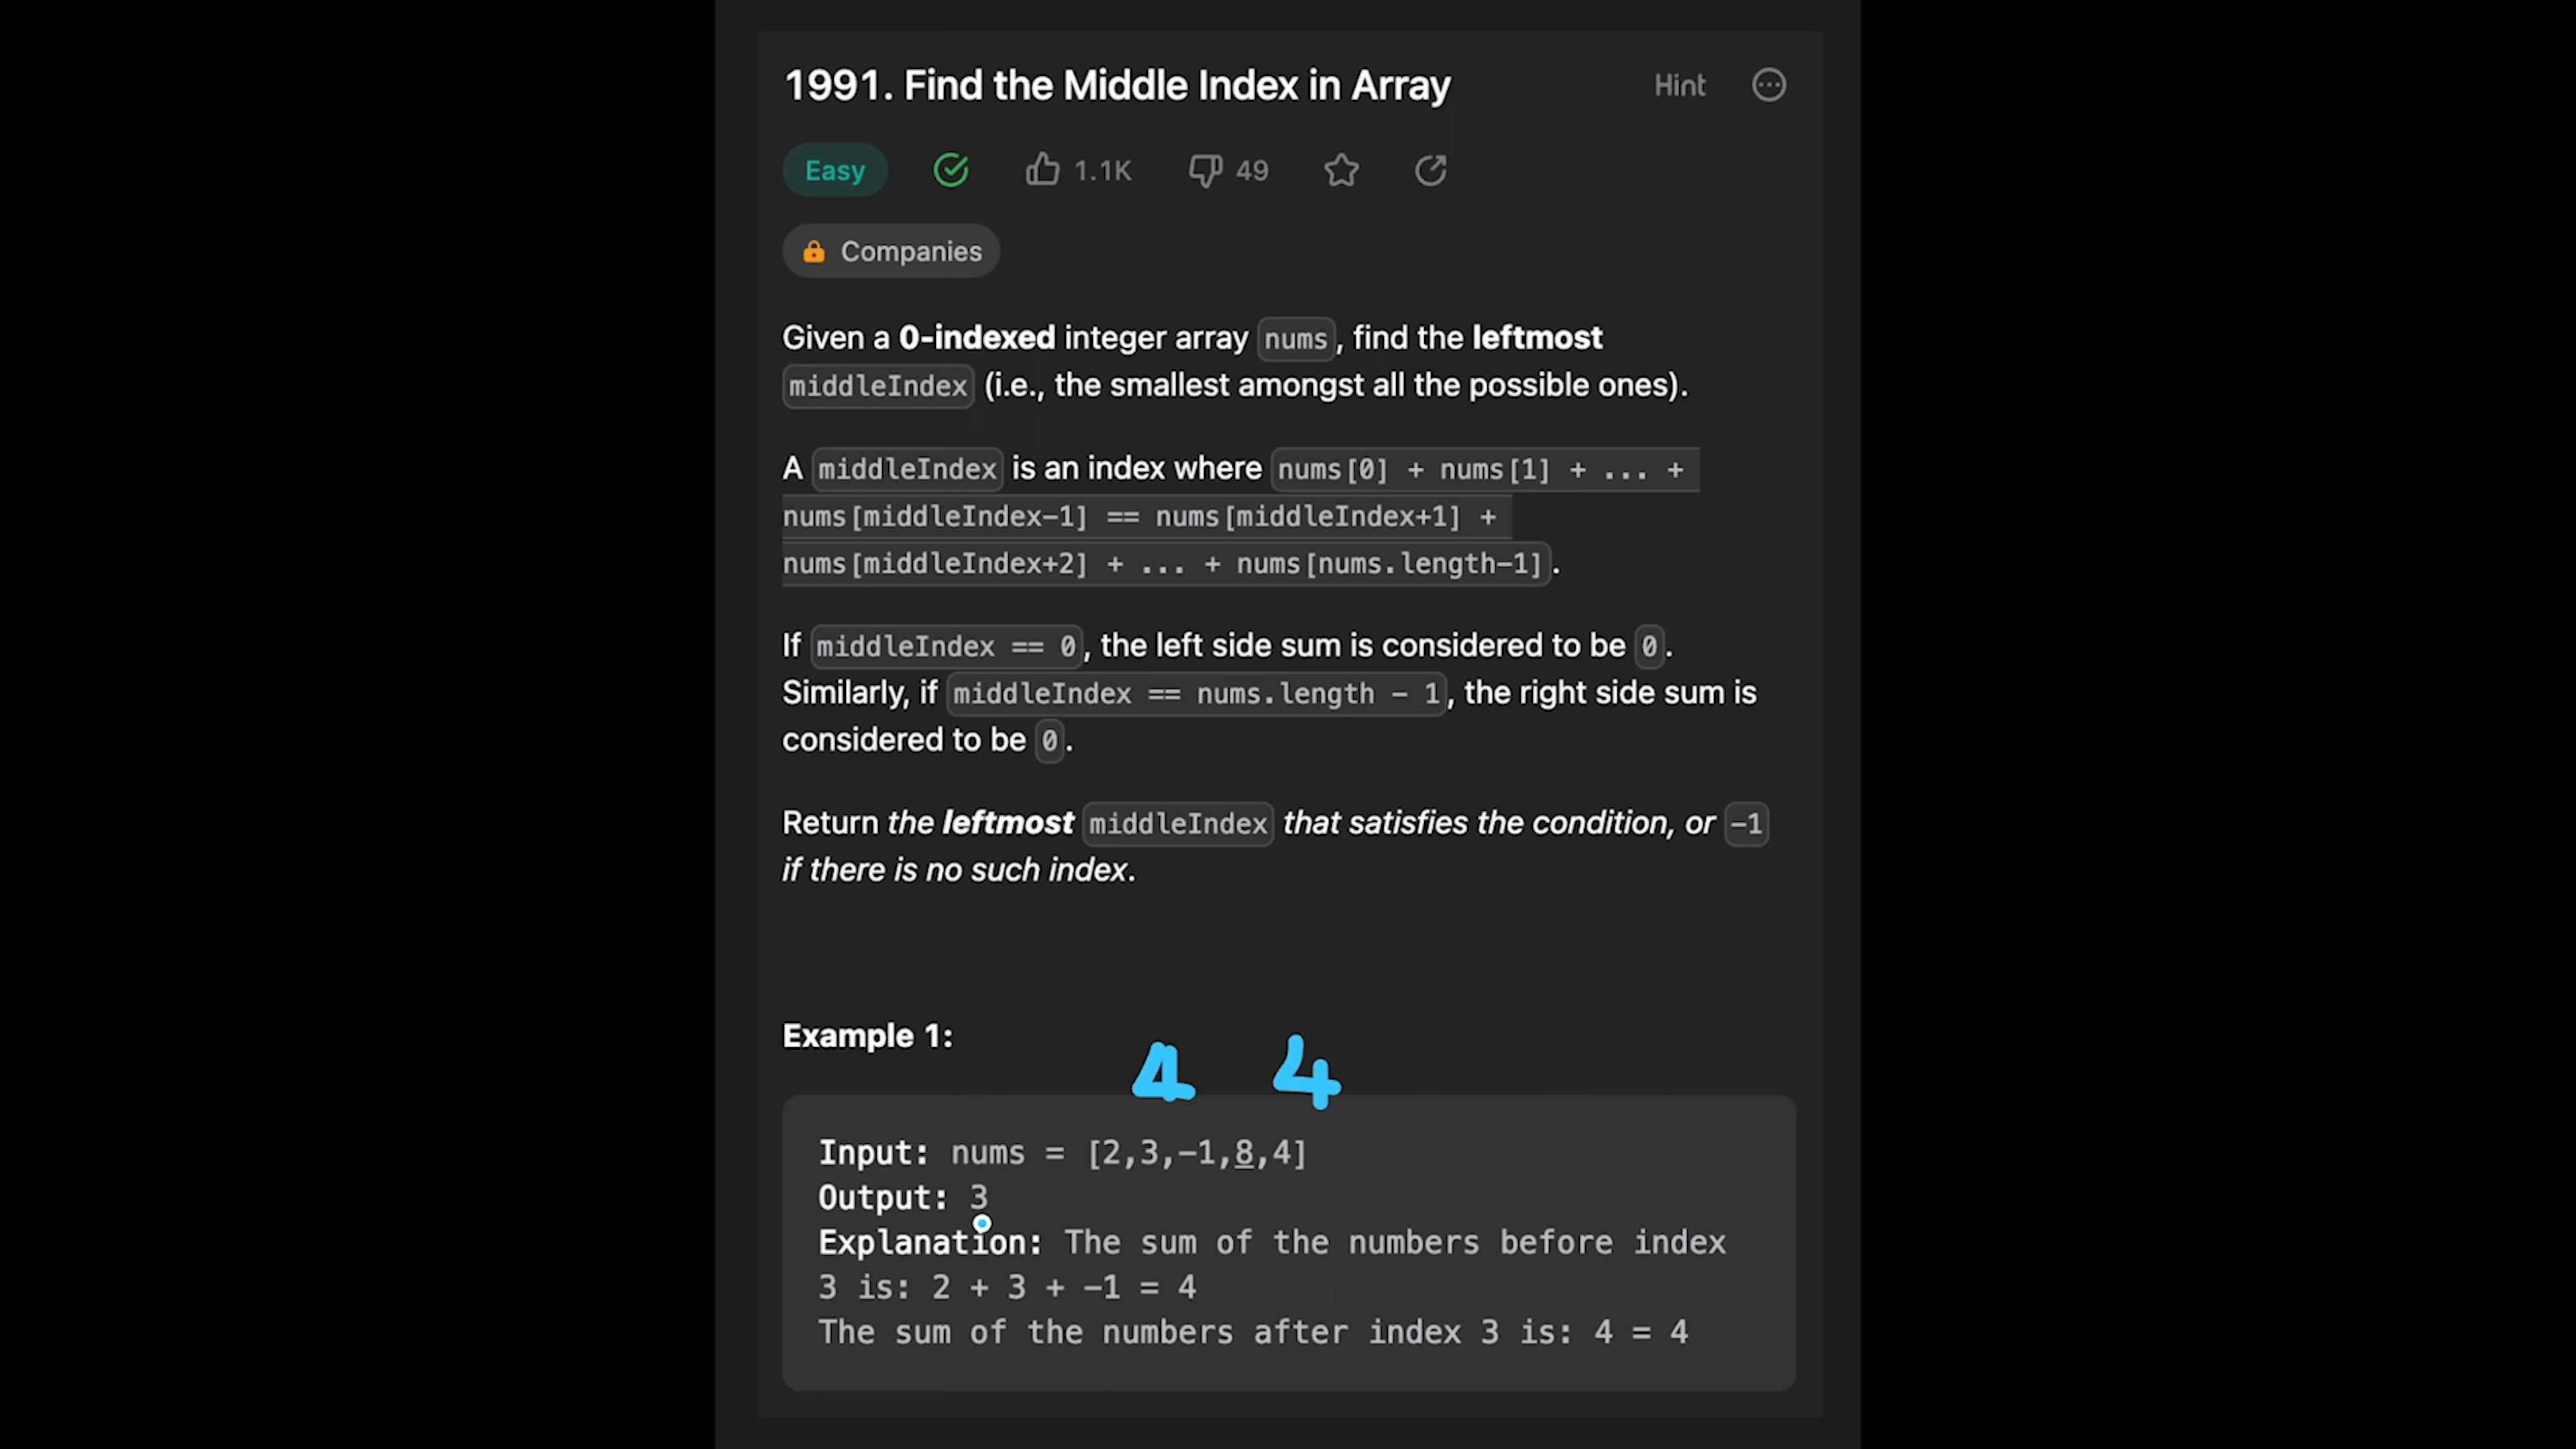 1991. Find the Middle Index in Array Hint
Easy 1.1K 49
Companies
Given a 0-indexed integer array nums, find the leftmost
middleIndex (i.e., the smallest amongst all the possible ones).
A middleIndex is an index where nums[0] + nums[1] + ... +
nums[middleIndex-1] == nums[middleIndex+1] +
nums[middleIndex+2] + ... + nums[nums.length-1].
If middleIndex == 0, the left side sum is considered to be 0.
Similarly, if middleIndex == nums.length - 1, the right side sum is
considered to be 0.
Return the leftmost middleIndex that satisfies the condition, or -1
if there is no such index.
Example 1:
4 4
Input: nums = [2,3,-1,8,4]
Output: 3
Explanation: The sum of the numbers before index
3 is: 2 + 3 + -1 = 4
The sum of the numbers after index 3 is: 4 = 4